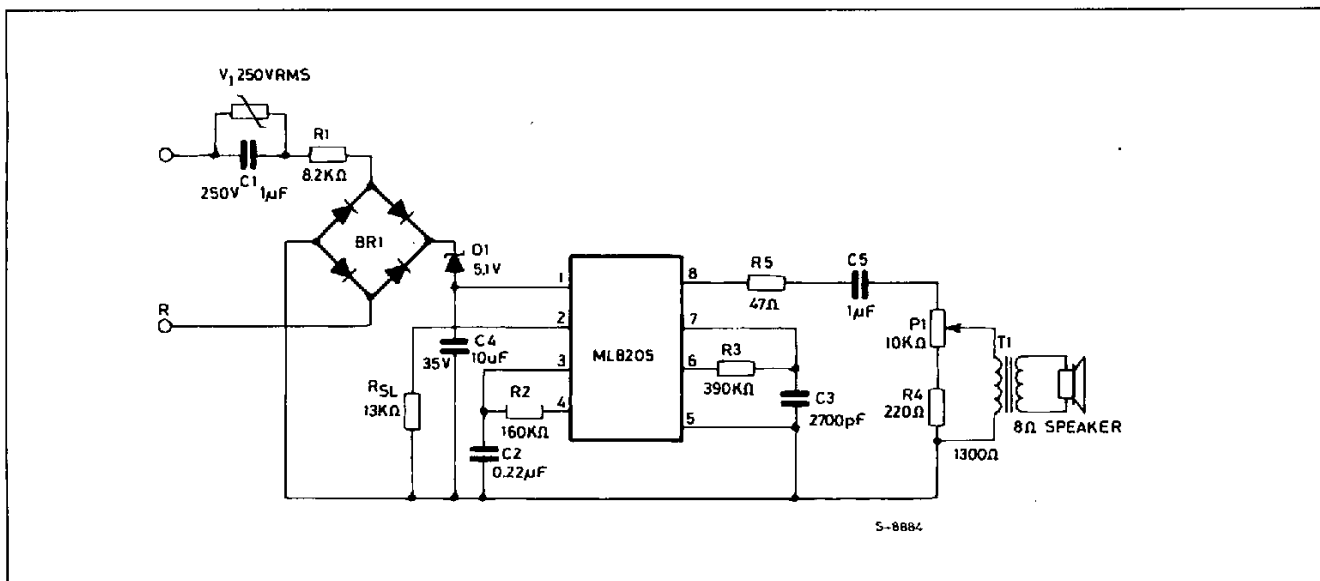 V1 250VRMS
R1
8.2KΩ
C1
250V 1µF
BR1
D1
5,1V
R
1
2
3
4
ML8205
8
7
6
5
R5
47Ω
C5
1µF
P1
10KΩ
T1
R4
220Ω
8Ω SPEAKER
1300Ω
R3
390KΩ
C3
2700pF
C4
35V 10uF
RSL
13KΩ
R2
160KΩ
C2
0.22µF
S-8884